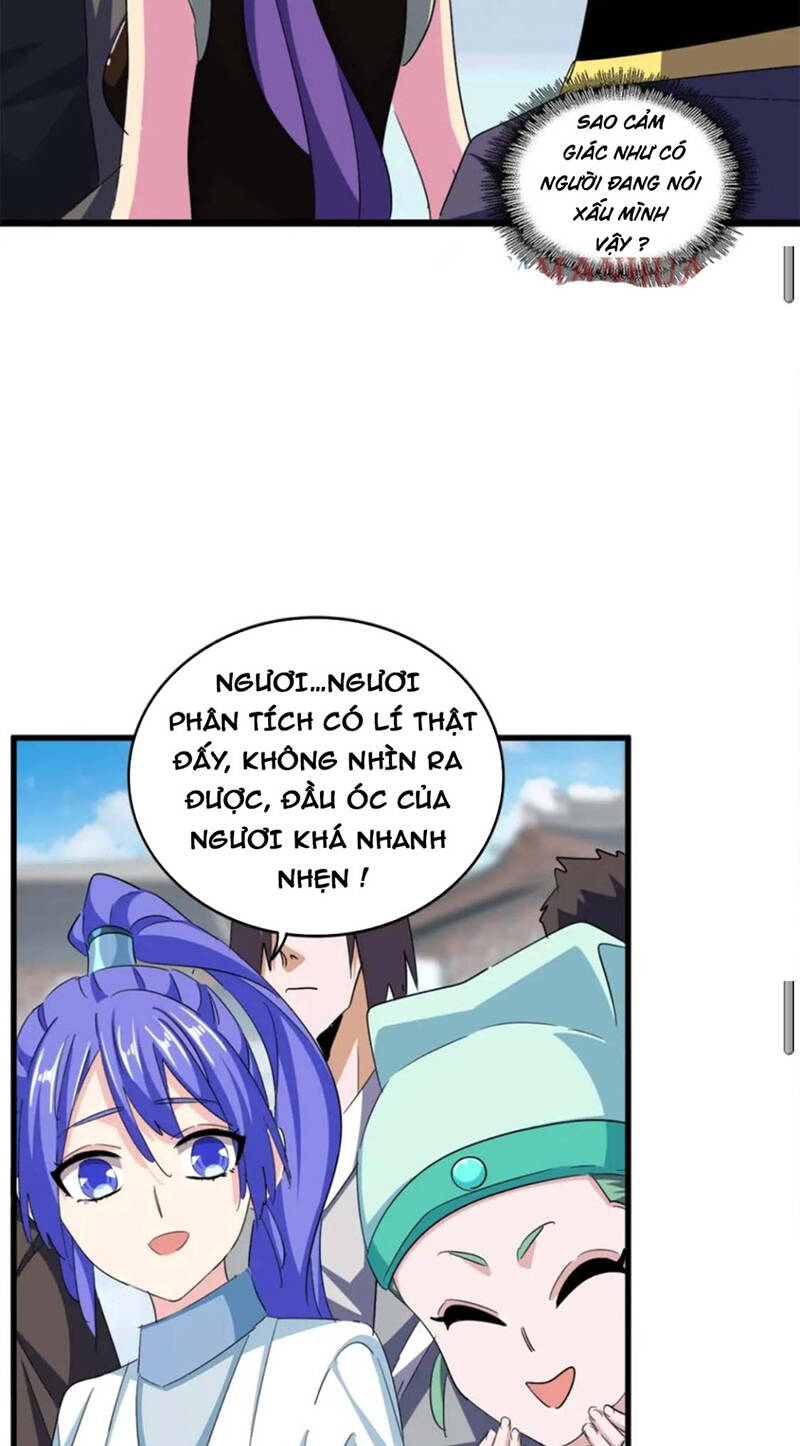 SAO CẢM
GIÁC NHƯ CÓ
NGƯỜI ĐANG NÓI
XẤU MÌNH
VẬY ?
MANHUA
NGƯƠI...NGƯƠI
PHÂN TÍCH CÓ LÍ THẬT
ĐẤY, KHÔNG NHÌN RA
ĐƯỢC, ĐẦU ÓC CỦA
NGƯƠI KHÁ NHANH
NHẸN !